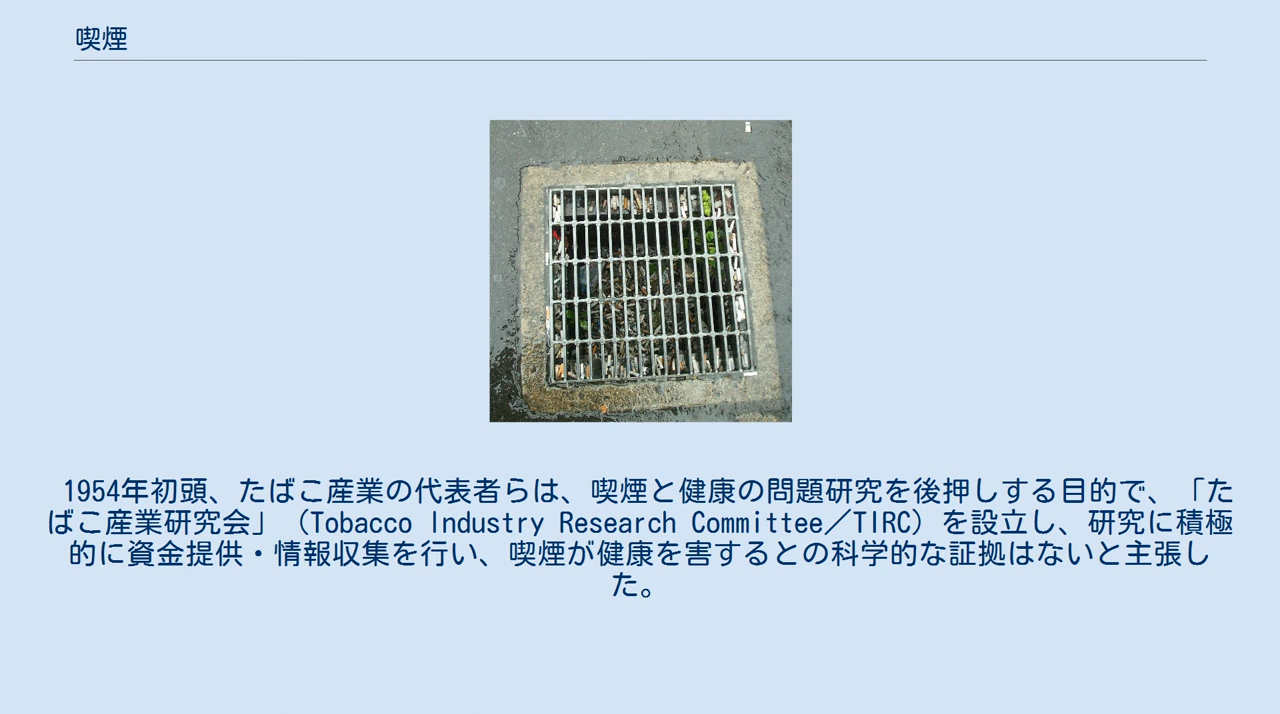 喫煙
1954年初頭、たばこ産業の代表者らは、喫煙と健康の問題研究を後押しする目的で、「た
ばこ産業研究会」（Tobacco Industry Research Committee／TIRC）を設立し、研究に積極
的に資金提供・情報収集を行い、喫煙が健康を害するとの科学的な証拠はないと主張し
た。